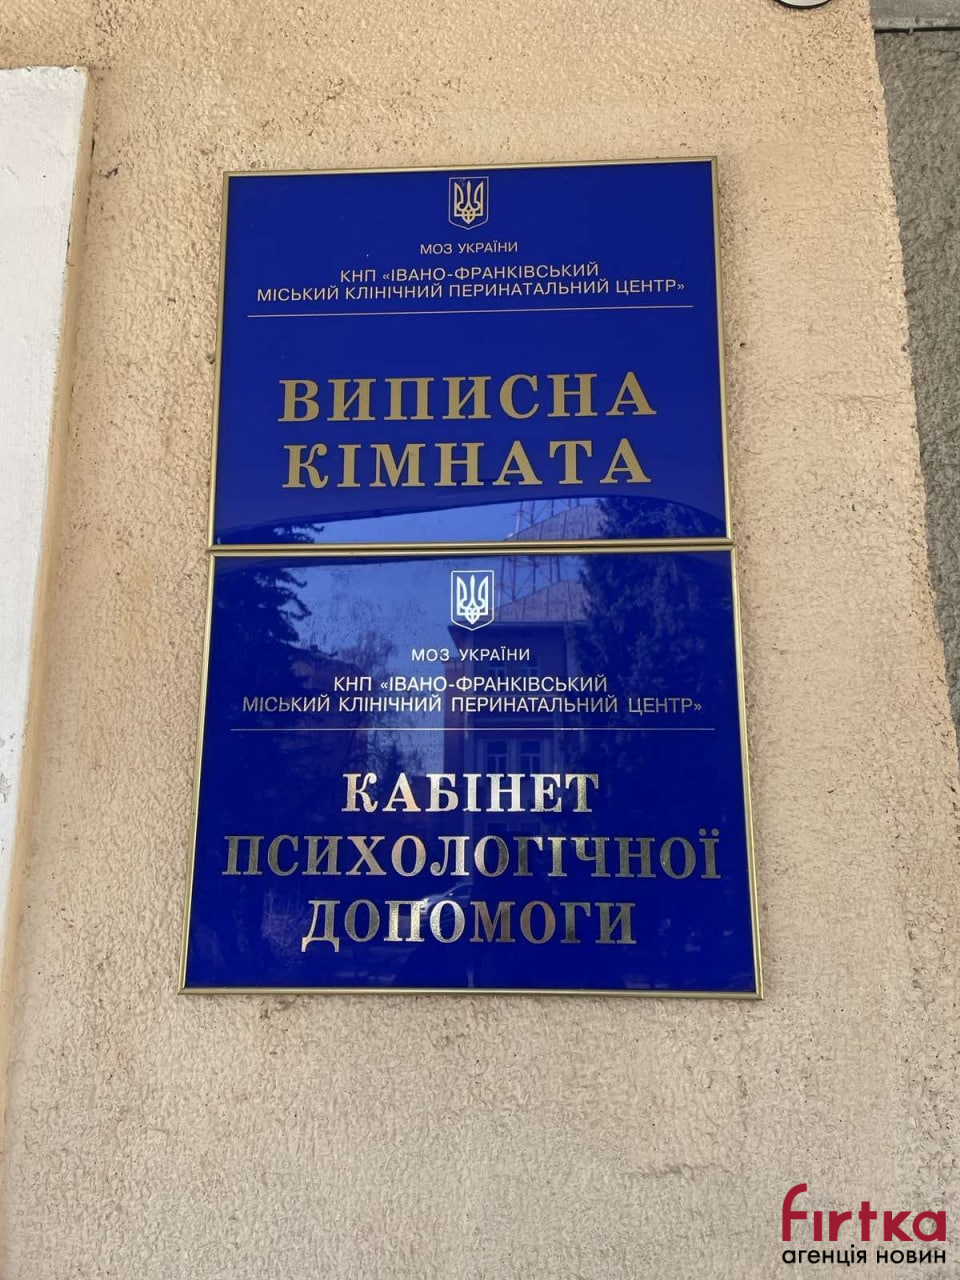 МОЗ УКРАЇНИ
КНП «ІВАНО-ФРАНКІВСЬКИЙ
МІСЬКИЙ КЛІНІЧНИЙ ПЕРИНАТАЛЬНИЙ ЦЕНТР»
ВИПИСНА
КІМНАТА
МОЗ УКРАЇНИ
КНП «ІВАНО-ФРАНКІВСЬКИЙ
МІСЬКИЙ КЛІНІЧНИЙ ПЕРИНАТАЛЬНИЙ ЦЕНТР»
КАБІНЕТ
ПСИХОЛОГІЧНОЇ
ДОПОМОГИ
fırtka
агенція новин